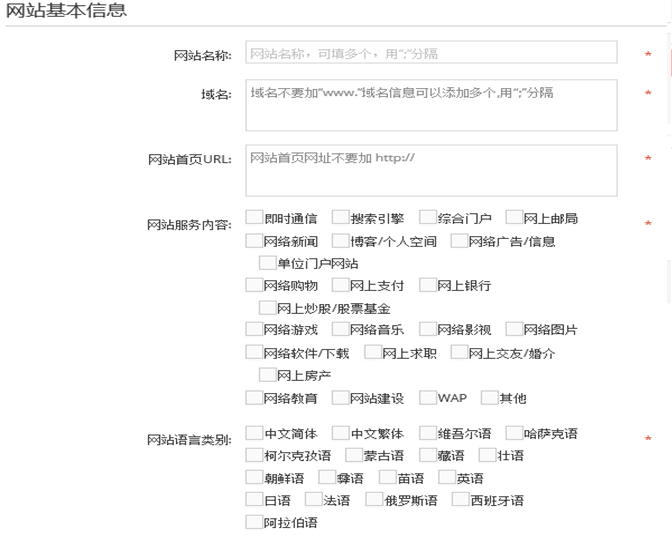 网站基本信息
网站名称: 网站名称，可填多个，用";"分隔 *
域名: 域名不要加"www."域名信息可以添加多个,用";"分隔 *
网站首页URL: 网站首页网址不要加 http:// *
网站服务内容: 即时通信 搜索引擎 综合门户 网上邮局 *
网络新闻 博客/个人空间 网络广告/信息
单位门户网站
网络购物 网上支付 网上银行
网上炒股/股票基金
网络游戏 网络音乐 网络影视 网络图片
网络软件/下载 网上求职 网上交友/婚介
网上房产
网络教育 网站建设 WAP 其他
网站语言类别: 中文简体 中文繁体 维吾尔语 哈萨克语 *
柯尔克孜语 蒙古语 藏语 壮语
朝鲜语 彝语 苗语 英语
日语 法语 俄罗斯语 西班牙语
阿拉伯语